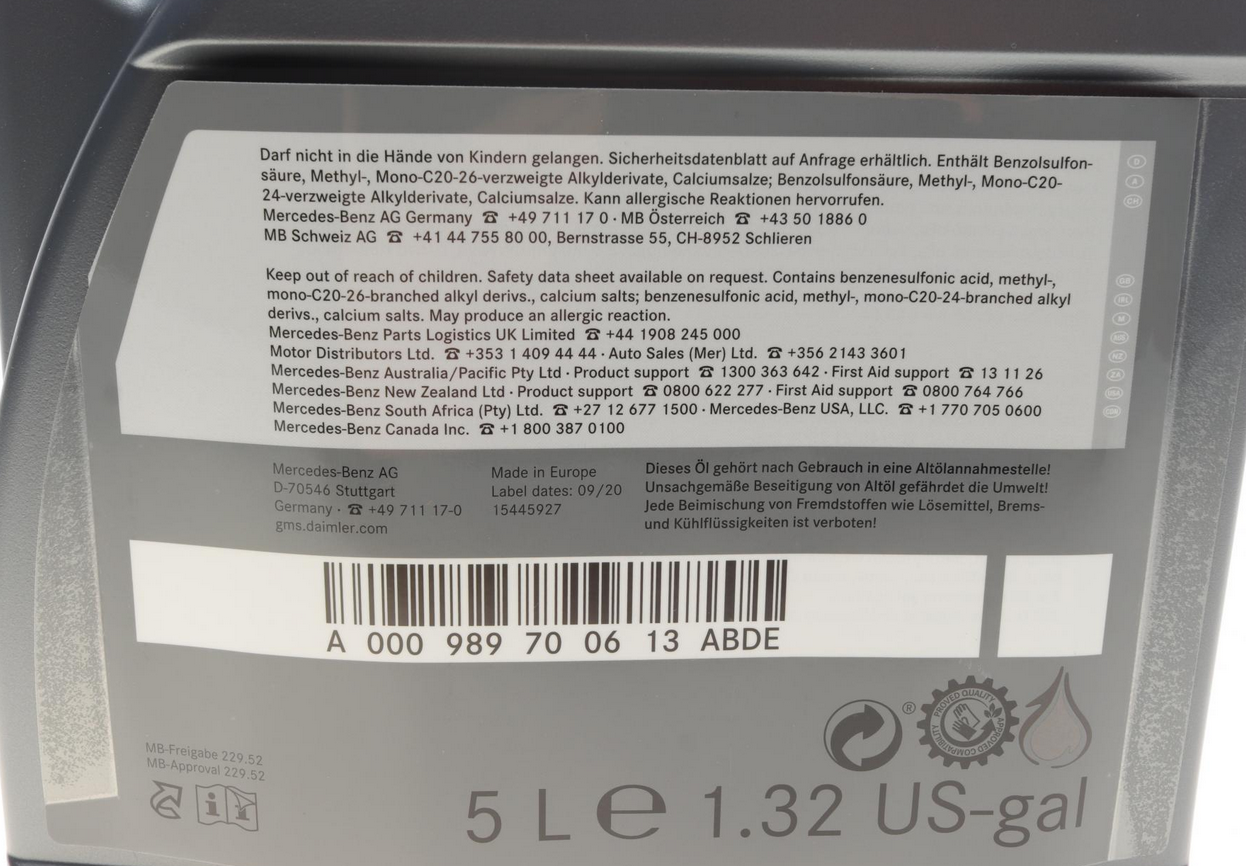 Darf nicht in die Hände von Kindern gelangen. Sicherheitsdatenblatt auf Anfrage erhältlich. Enthält Benzolsulfon-
säure, Methyl-, Mono-C20-26-verzweigte Alkylderivate, Calciumsalze; Benzolsulfonsäure, Methyl-, Mono-C20-
24-verzweigte Alkylderivate, Calciumsalze. Kann allergische Reaktionen hervorrufen.
Mercedes-Benz AG Germany ☎ +49 711 17 0 · MB Österreich ☎ +43 50 1886 0
MB Schweiz AG ☎ +41 44 755 80 00, Bernstrasse 55, CH-8952 Schlieren
D
A
CH
Keep out of reach of children. Safety data sheet available on request. Contains benzenesulfonic acid, methyl-,
mono-C20-26-branched alkyl derivs., calcium salts; benzenesulfonic acid, methyl-, mono-C20-24-branched alkyl
derivs., calcium salts. May produce an allergic reaction.
Mercedes-Benz Parts Logistics UK Limited ☎ +44 1908 245 000
Motor Distributors Ltd. ☎ +353 1 409 44 44 · Auto Sales (Mer) Ltd. ☎ +356 2143 3601
Mercedes-Benz Australia/Pacific Pty Ltd · Product support ☎ 1300 363 642 · First Aid support ☎ 13 11 26
Mercedes-Benz New Zealand Ltd · Product support ☎ 0800 622 277 · First Aid support ☎ 0800 764 766
Mercedes-Benz South Africa (Pty) Ltd. ☎ +27 12 677 1500 · Mercedes-Benz USA, LLC. ☎ +1 770 705 0600
Mercedes-Benz Canada Inc. ☎ +1 800 387 0100
GB
IRL
M
AUS
NZ
ZA
USA
CDN
Mercedes-Benz AG
D-70546 Stuttgart
Germany · ☎ +49 711 17-0
gms.daimler.com
Made in Europe
Label dates: 09/20
15445927
Dieses Öl gehört nach Gebrauch in eine Altölannahmestelle!
Unsachgemäße Beseitigung von Altöl gefährdet die Umwelt!
Jede Beimischung von Fremdstoffen wie Lösemittel, Brems-
und Kühlflüssigkeiten ist verboten!
A 000 989 70 06 13 ABDE
®
PROVED QUALITY
APPROVED COMPATIBILITY
MB-Freigabe 229.52
MB-Approval 229.52
5 L ℮ 1.32 US-gal